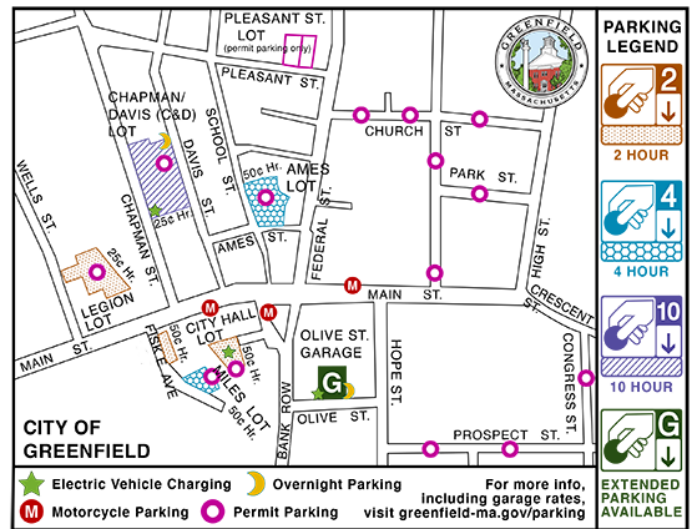 PLEASANT ST.
LOT
(permit parking only)
PLEASANT ST.
GREENFIELD
MASSACHUSETTS
CHAPMAN/
DAVIS (C&D)
LOT
SCHOOL ST.
DAVIS ST.
50¢ Hr.
AMES
LOT
CHURCH ST
PARK ST.
WELLS ST.
CHAPMAN ST.
25¢ Hr.
AMES ST.
FEDERAL ST.
HIGH ST.
25¢ Hr.
LEGION
LOT
M
MAIN ST.
CRESCENT ST.
M
M
CITY HALL
LOT
MAIN ST.
FISKE AVE
50¢ Hr.
50¢ Hr.
MILES LOT
50¢ Hr.
OLIVE ST.
GARAGE
G
OLIVE ST.
BANK ROW
HOPE ST.
CONGRESS ST.
PROSPECT ST.
CITY OF
GREENFIELD
Electric Vehicle Charging
Overnight Parking
M Motorcycle Parking
Permit Parking
For more info,
including garage rates,
visit greenfield-ma.gov/parking
PARKING
LEGEND
2
2 HOUR
4
4 HOUR
10
10 HOUR
G
EXTENDED
PARKING
AVAILABLE